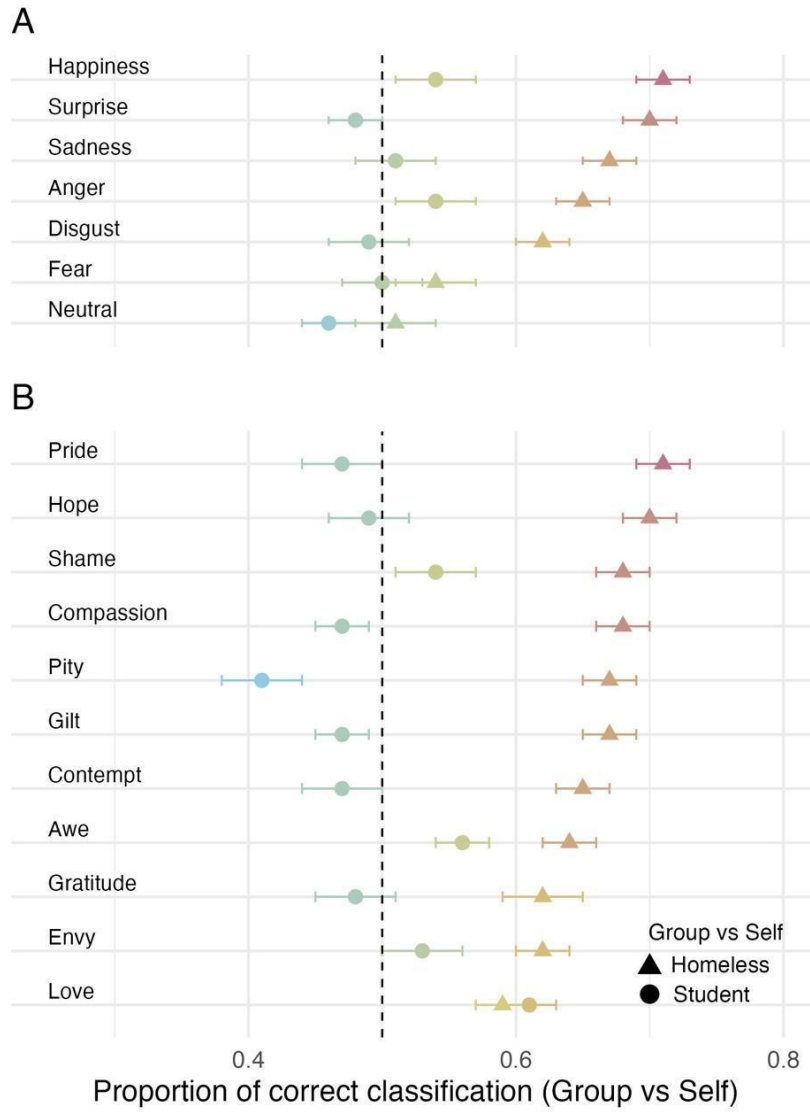 A
Happiness
Surprise
Sadness
Anger
Disgust
Fear
Neutral
B
Pride
Hope
Shame
Compassion
Pity
Gilt
Contempt
Awe
Gratitude
Envy
Love
Group vs Self
Homeless
Student
0.4 0.6 0.8
Proportion of correct classification (Group vs Self)